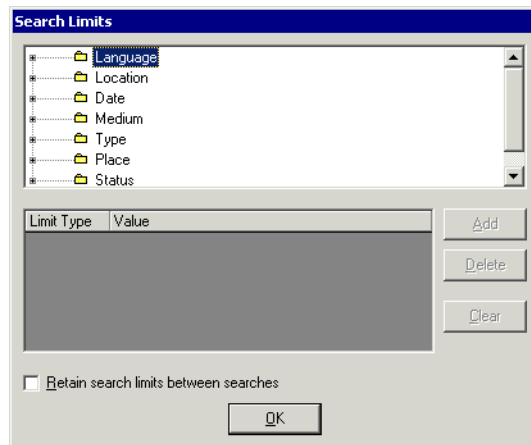 Search Limits
Language
Location
Date
Medium
Type
Place
Status
Limit Type Value
Add
Delete
Clear
Retain search limits between searches
OK